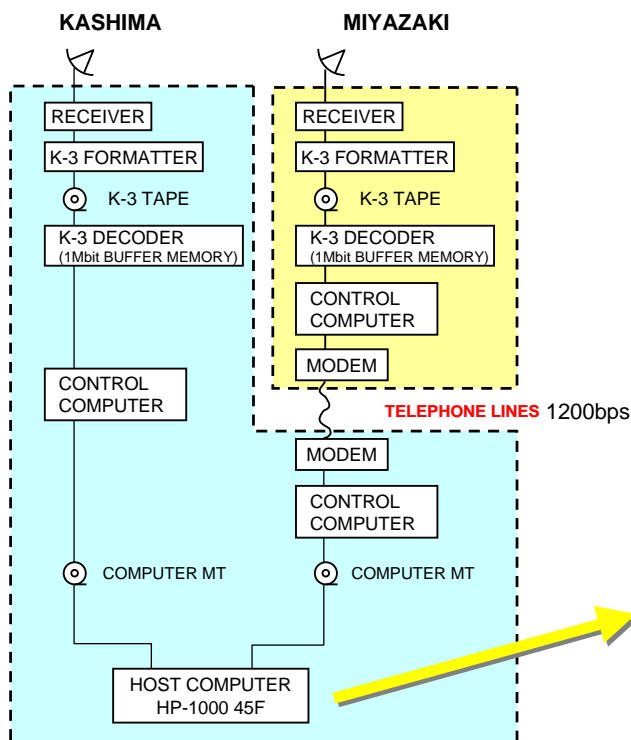 KASHIMA
MIYAZAKI
RECEIVER
K-3 FORMATTER
K-3 TAPE
K-3 DECODER
(1Mbit BUFFER MEMORY)
CONTROL
COMPUTER
COMPUTER MT
RECEIVER
K-3 FORMATTER
K-3 TAPE
K-3 DECODER
(1Mbit BUFFER MEMORY)
CONTROL
COMPUTER
MODEM
TELEPHONE LINES 1200bps
MODEM
CONTROL
COMPUTER
COMPUTER MT
HOST COMPUTER
HP-1000 45F